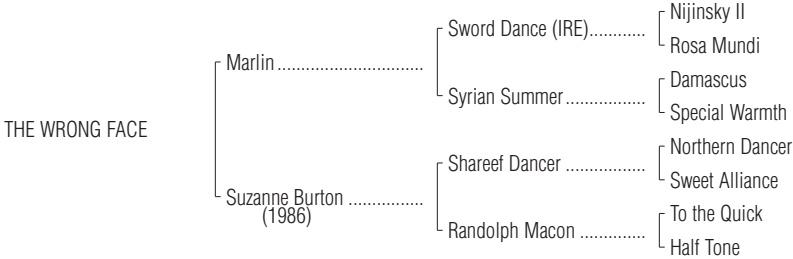 Nijinsky II
Sword Dance (IRE)............
Rosa Mundi
Marlin ...............................
Damascus
Syrian Summer.................
Special Warmth
THE WRONG FACE
Northern Dancer
Shareef Dancer .................
Sweet Alliance
Suzanne Burton ................
(1986)
To the Quick
Randolph Macon ..............
Half Tone